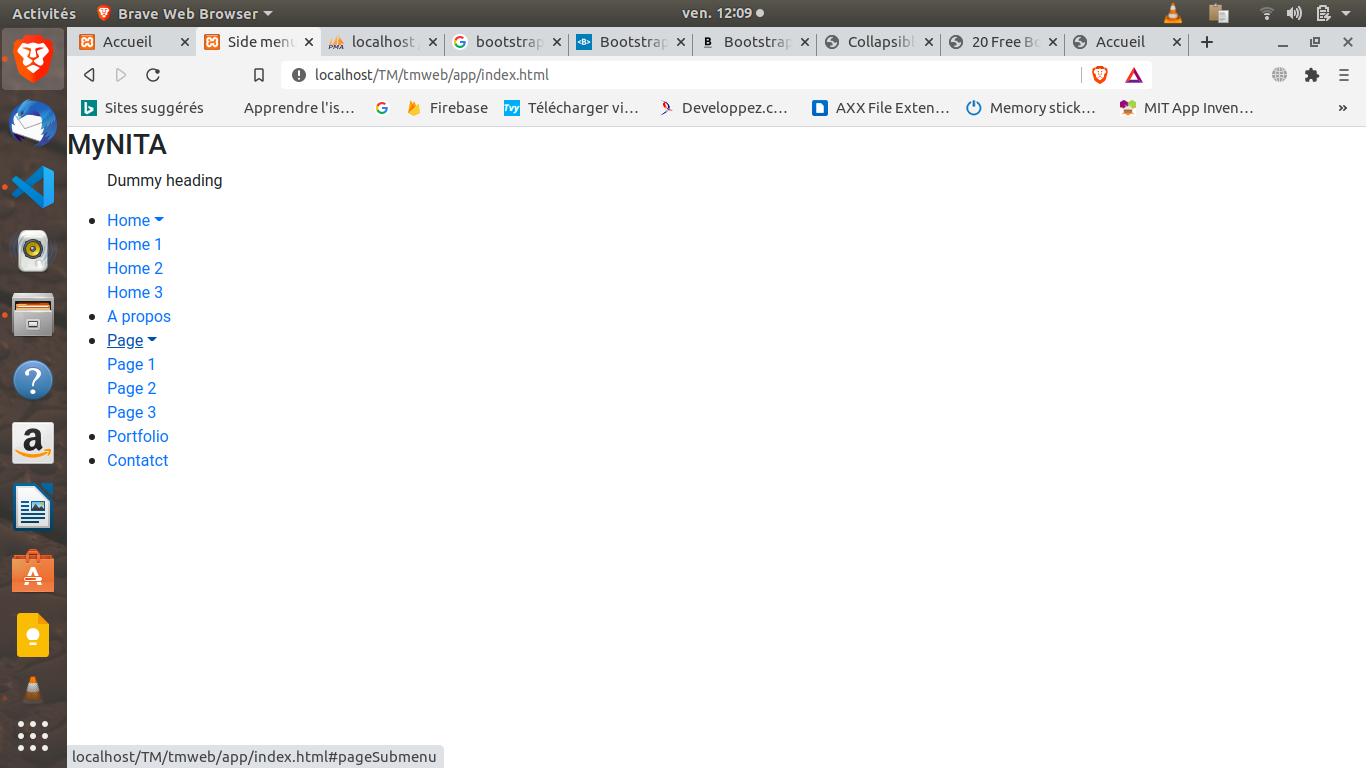 Activités Brave Web Browser ven. 12:09
Accueil Side menu localhost / bootstrap Bootstrap Bootstrap Collapsibl 20 Free Bo Accueil
localhost/TM/tmweb/app/index.html
Sites suggérés Apprendre l'is… Firebase Télécharger vi… Developpez.c… AXX File Exten… Memory stick… MIT App Inven… »
MyNITA
Dummy heading
Home
Home 1
Home 2
Home 3
A propos
Page
Page 1
Page 2
Page 3
Portfolio
Contatct
localhost/TM/tmweb/app/index.html#pageSubmenu